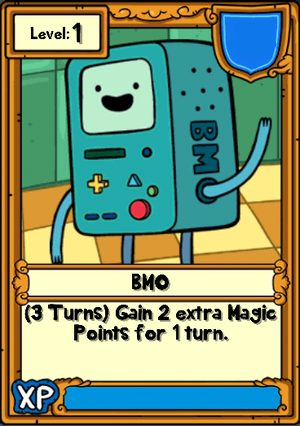 Level: 1
BMO
BMO
(3 Turns) Gain 2 extra Magic
Points for 1 turn.
XP